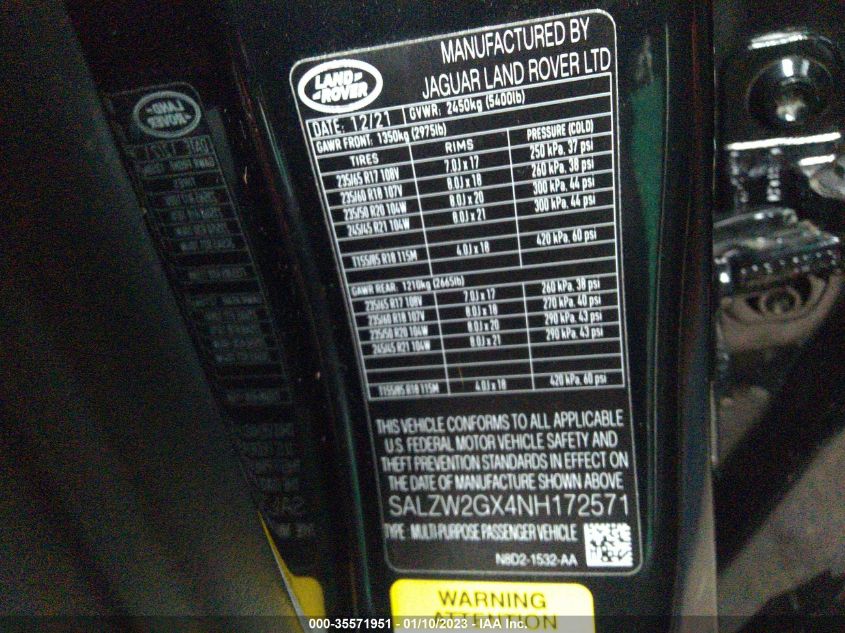 LAND
ROVER
MANUFACTURED BY
JAGUAR LAND ROVER LTD
DATE: 12/21 GVWR: 2450kg (5400lb)
GAWR FRONT: 1350kg (2975lb)
TIRES RIMS PRESSURE (COLD)
235/65 R17 108V 7.0J x 17 250 kPa, 37 psi
235/60 R18 107V 8.0J x 18 260 kPa, 38 psi
235/50 R20 104W 8.0J x 20 300 kPa, 44 psi
245/45 R21 104W 8.0J x 21 300 kPa, 44 psi
T155/85 R18 115M 4.0J x 18 420 kPa, 60 psi
GAWR REAR: 1210kg (2665lb)
235/65 R17 108V 7.0J x 17 260 kPa, 38 psi
235/60 R18 107V 8.0J x 18 270 kPa, 40 psi
235/50 R20 104W 8.0J x 20 290 kPa, 43 psi
245/45 R21 104W 8.0J x 21 290 kPa, 43 psi
T155/85 R18 115M 4.0J x 18 420 kPa, 60 psi
THIS VEHICLE CONFORMS TO ALL APPLICABLE
U.S. FEDERAL MOTOR VEHICLE SAFETY AND
THEFT PREVENTION STANDARDS IN EFFECT ON
THE DATE OF MANUFACTURE SHOWN ABOVE
SALZW2GX4NH172571
TYPE: MULTI-PURPOSE PASSENGER VEHICLE
N8D2-1532-AA
WARNING
ATTENTION
000-35571951 - 01/10/2023 - IAA Inc.